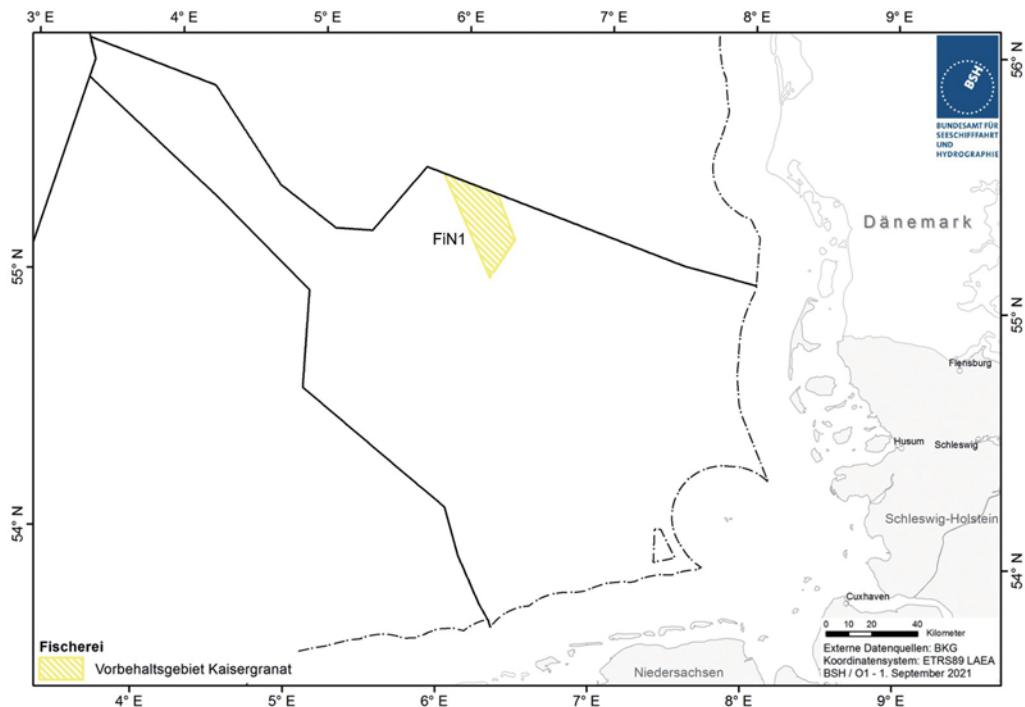 3° E
4° E
5° E
6° E
7° E
8° E
9° E
56° N
BSH
BUNDESAMT FÜR
SEESCHIFFFAHRT
UND
HYDROGRAPHIE
Dänemark
FiN1
55° N
55° N
Flensburg
Husum
Schleswig
54° N
Schleswig-Holstein
54° N
Cuxhaven
0 10 20 40 Kilometer
Fischerei
Vorbehaltsgebiet Kaisergranat
Niedersachsen
Externe Datenquellen: BKG
Koordinatensystem: ETRS89 LAEA
BSH / O1 - 1. September 2021
4° E
5° E
6° E
7° E
8° E
9° E